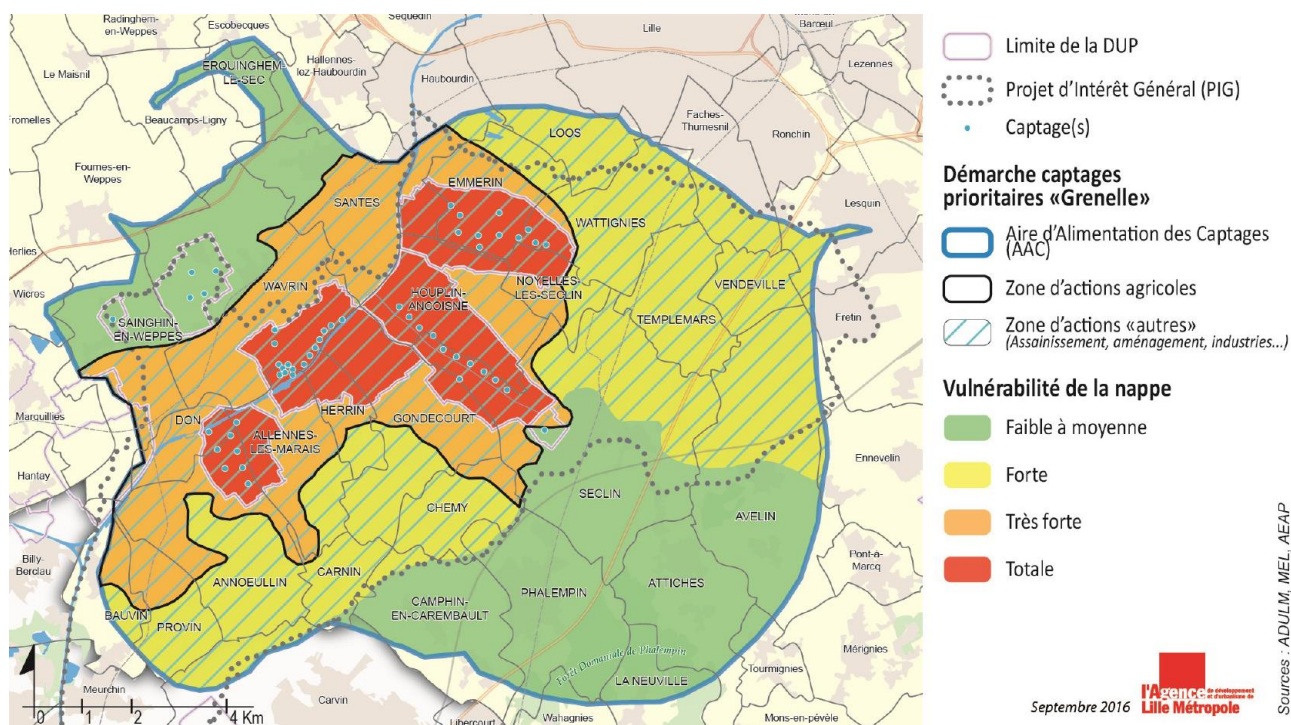 Radinghem-
en-Weppes
Escobecques
Sequedin
Lille
Barœul
Hallennes-
lez-Haubourdin
ERQUINGHEM-
LE-SEC
Le Maisnil
Haubourdin
Lezennes
Fromelles
Beaucamps-Ligny
Faches-
Thumesnil
LOOS
Ronchin
Fournes-en-
Weppes
EMMERIN
SANTES
Lesquin
WATTIGNIES
Herlies
WAVRIN
NOYELLES-
LES-SECLIN
VENDEVILLE
Wicres
HOUPLIN-
ANCOISNE
SAINGHIN-
EN-WEPPES
TEMPLEMARS
Fretin
Marquillies
DON
HERRIN
GONDECOURT
ALLENNES-
LES-MARAIS
Ennevelin
Hantay
SECLIN
CHEMY
AVELIN
Billy-
Berclau
Pont-à-
Marcq
ANNOEULLIN
CARNIN
ATTICHES
PHALEMPIN
CAMPHIN-
EN-CAREMBAULT
BAUVIN
PROVIN
Mérignies
Forêt Domaniale de Phalempin
Tourmignies
LA NEUVILLE
Meurchin
Carvin
0 1 2 4 Km
Libercourt
Wahagnies
Mons-en-pévèle
Limite de la DUP
Projet d'Intérêt Général (PIG)
Captage(s)
Démarche captages
prioritaires «Grenelle»
Aire d'Alimentation des Captages
(AAC)
Zone d'actions agricoles
Zone d'actions «autres»
(Assainissement, aménagement, industries...)
Vulnérabilité de la nappe
Faible à moyenne
Forte
Très forte
Totale
Septembre 2016
l'Agence de développement
et d'urbanisme de
Lille Métropole
Sources : ADULM, MEL, AEAP